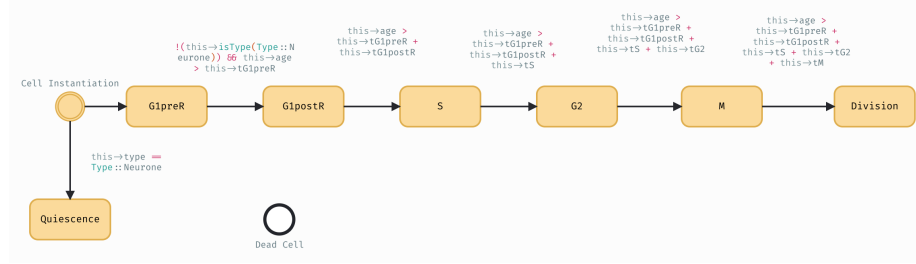 this->age >
this->tG1preR +
this->tG1postR +
this->tS + this->tG2
this->age >
this->tG1preR +
this->tG1postR +
this->tS + this->tG2
+ this->tM
this->age >
this->tG1preR +
this->tG1postR
this->age >
this->tG1preR +
this->tG1postR +
this->tS
!(this->isType(Type::N
eurone)) && this->age
> this->tG1preR
Cell Instantiation
G1preR
G1postR
S
G2
M
Division
this->type ==
Type::Neurone
Quiescence
Dead Cell